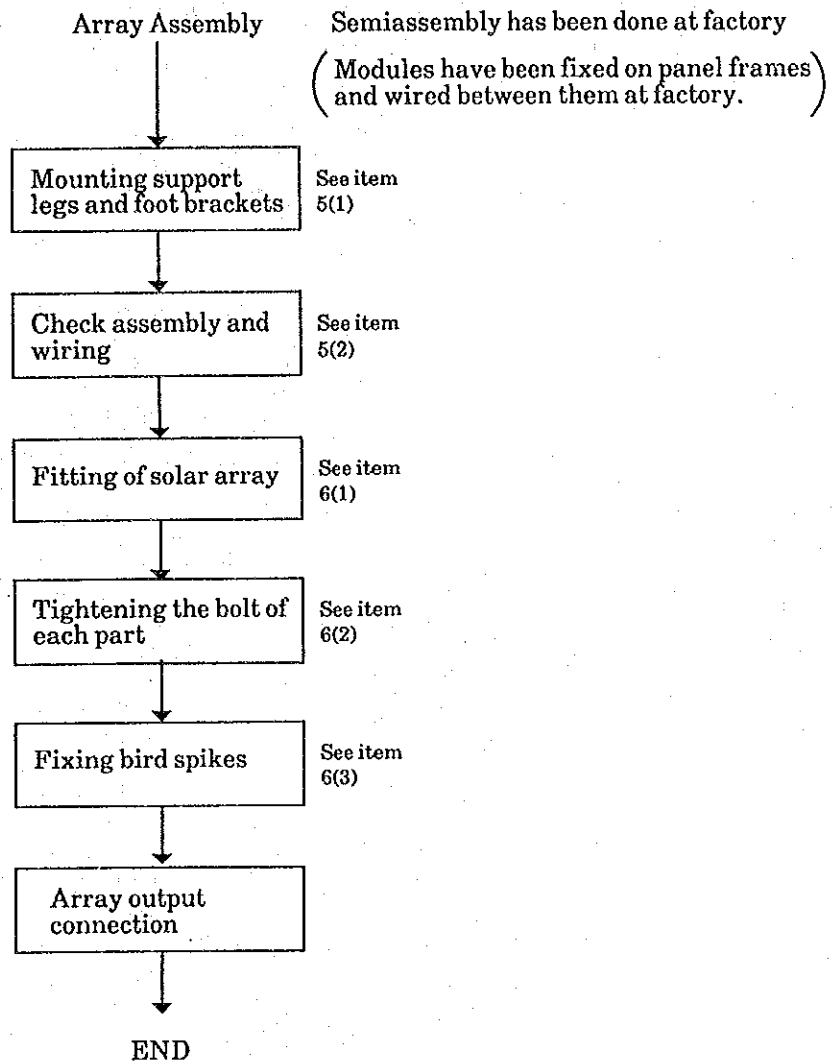 Array Assembly
Semiassembly has been done at factory
(Modules have been fixed on panel frames
and wired between them at factory.)
Mounting support
legs and foot brackets
See item
5(1)
Check assembly and
wiring
See item
5(2)
Fitting of solar array
See item
6(1)
Tightening the bolt of
each part
See item
6(2)
Fixing bird spikes
See item
6(3)
Array output
connection
END